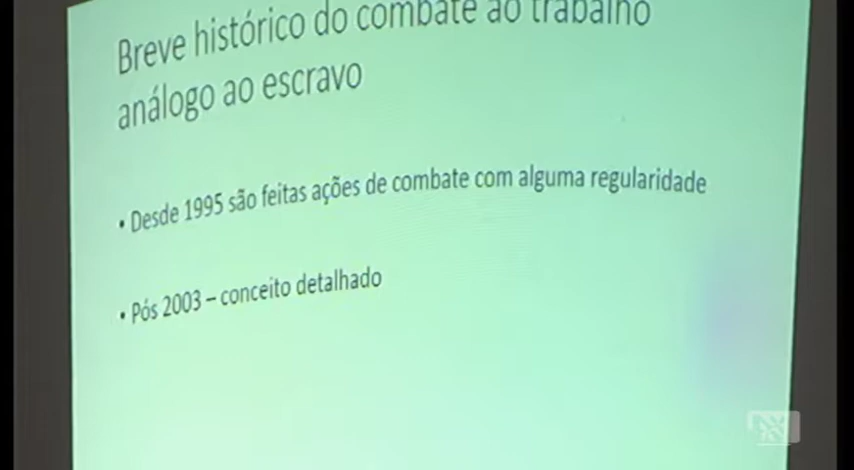 Breve histórico do combate ao trabalho
análogo ao escravo
• Desde 1995 são feitas ações de combate com alguma regularidade
• Pós 2003 – conceito detalhado